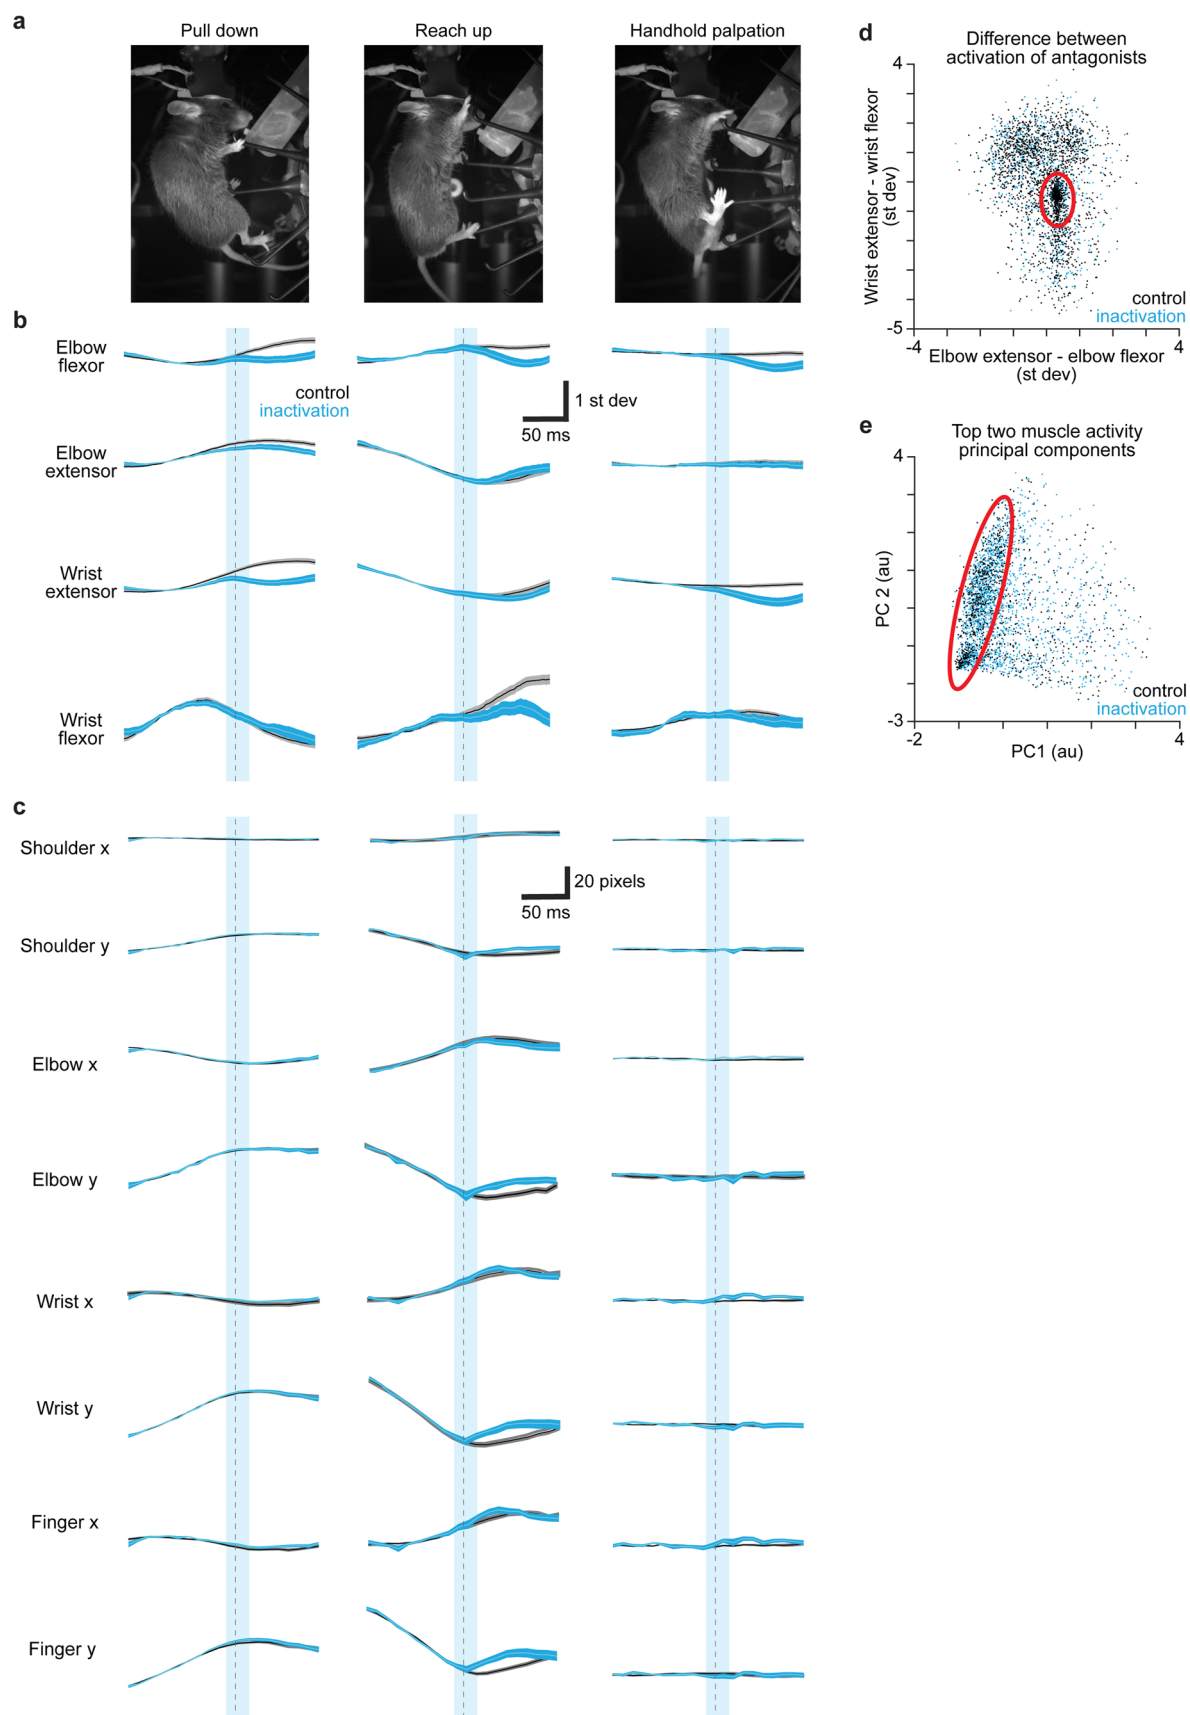 a
Pull down
Reach up
Handhold palpation
b
Elbow
flexor
control
inactivation
1 st dev
50 ms
Elbow
extensor
Wrist
extensor
Wrist
flexor
c
Shoulder x
20 pixels
50 ms
Shoulder y
Elbow x
Elbow y
Wrist x
Wrist y
Finger x
Finger y
d
Difference between
activation of antagonists
4
Wrist extensor - wrist flexor
(st dev)
control
inactivation
-5
-4
4
Elbow extensor - elbow flexor
(st dev)
e
Top two muscle activity
principal components
4
PC 2 (au)
control
inactivation
-3
-2
4
PC1 (au)